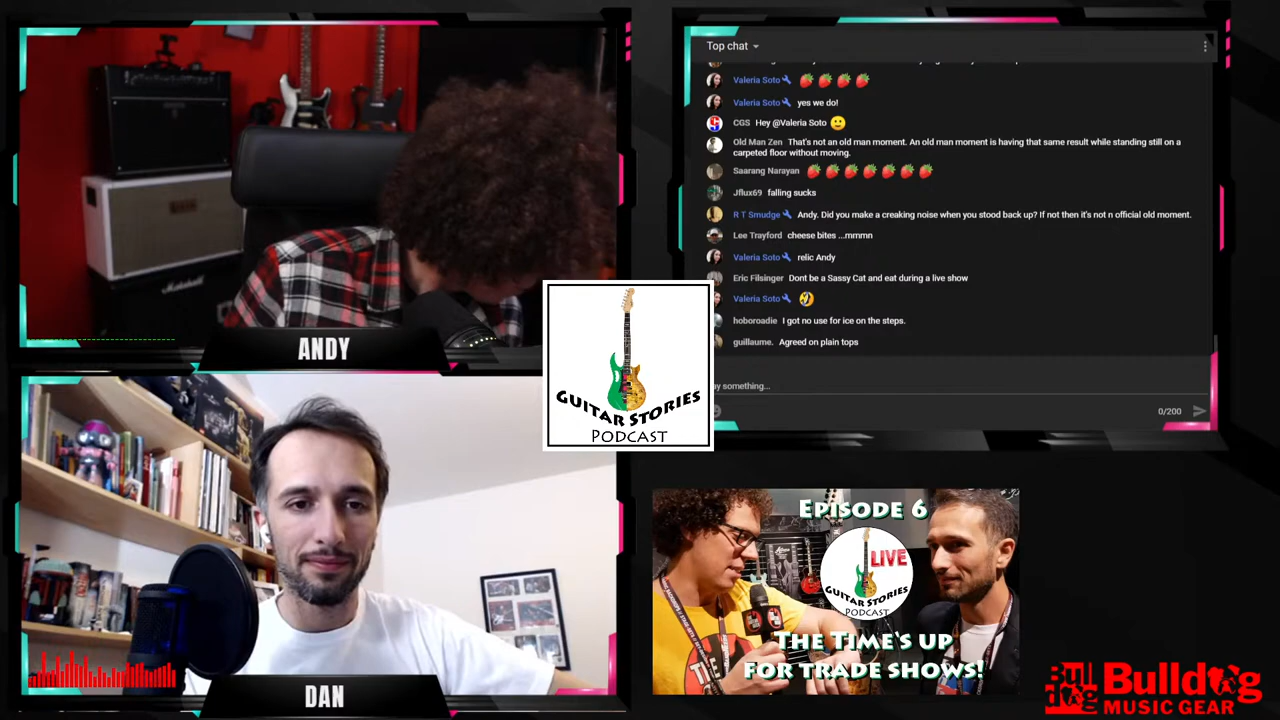 ANDY
Top chat
Valeria Soto
Valeria Soto yes we do!
CGS Hey @Valeria Soto
Old Man Zen That's not an old man moment. An old man moment is having that same result while standing still on a
carpeted floor without moving.
Saarang Narayan
Jflux69 falling sucks
R T Smudge Andy. Did you make a creaking noise when you stood back up? If not then it's not n official old moment.
Lee Trayford cheese bites ...mmmn
Valeria Soto relic Andy
Eric Filsinger Dont be a Sassy Cat and eat during a live show
Valeria Soto
hoboroadie I got no use for ice on the steps.
guillaume. Agreed on plain tops
ay something...
0/200
Guitar Stories
Podcast
DAN
Episode 6
LIVE
Guitar Stories
Podcast
The Time's up
for trade shows!
Bulldog
MUSIC GEAR